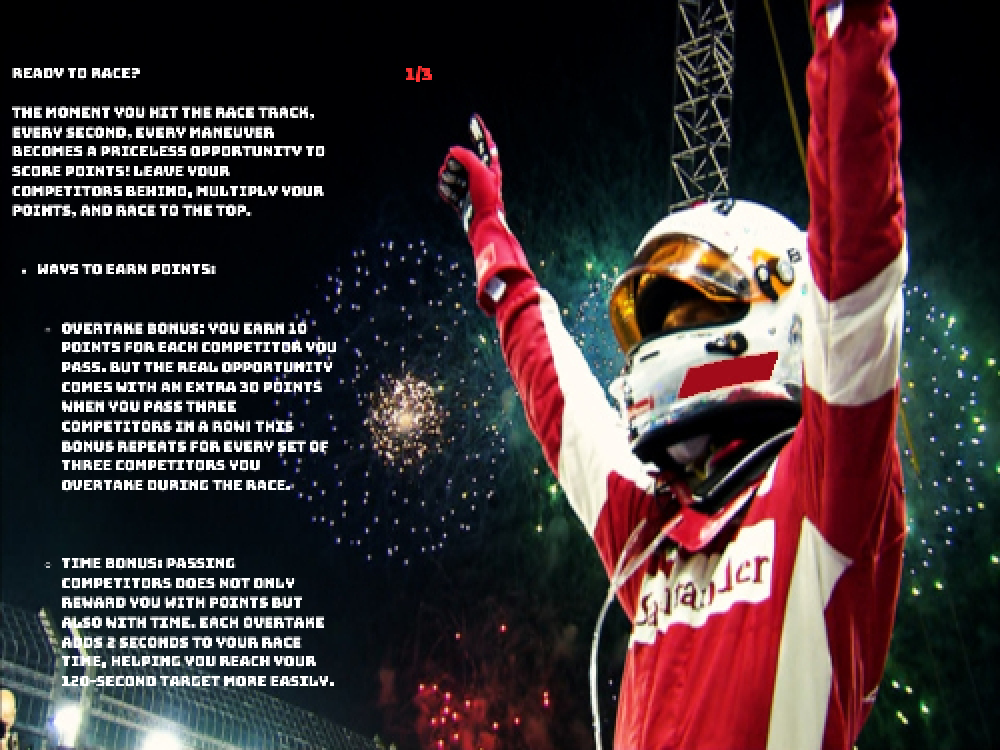 READY TO RACE?
1/3
THE MOMENT YOU HIT THE RACE TRACK,
EVERY SECOND, EVERY MANEUVER
BECOMES A PRICELESS OPPORTUNITY TO
SCORE POINTS! LEAVE YOUR
COMPETITORS BEHIND, MULTIPLY YOUR
POINTS, AND RACE TO THE TOP.
• WAYS TO EARN POINTS:
◦ OVERTAKE BONUS: YOU EARN 10
POINTS FOR EACH COMPETITOR YOU
PASS. BUT THE REAL OPPORTUNITY
COMES WITH AN EXTRA 30 POINTS
WHEN YOU PASS THREE
COMPETITORS IN A ROW! THIS
BONUS REPEATS FOR EVERY SET OF
THREE COMPETITORS YOU
OVERTAKE DURING THE RACE.
◦ TIME BONUS: PASSING
COMPETITORS DOES NOT ONLY
REWARD YOU WITH POINTS BUT
ALSO WITH TIME. EACH OVERTAKE
ADDS 2 SECONDS TO YOUR RACE
TIME, HELPING YOU REACH YOUR
120-SECOND TARGET MORE EASILY.
Santander